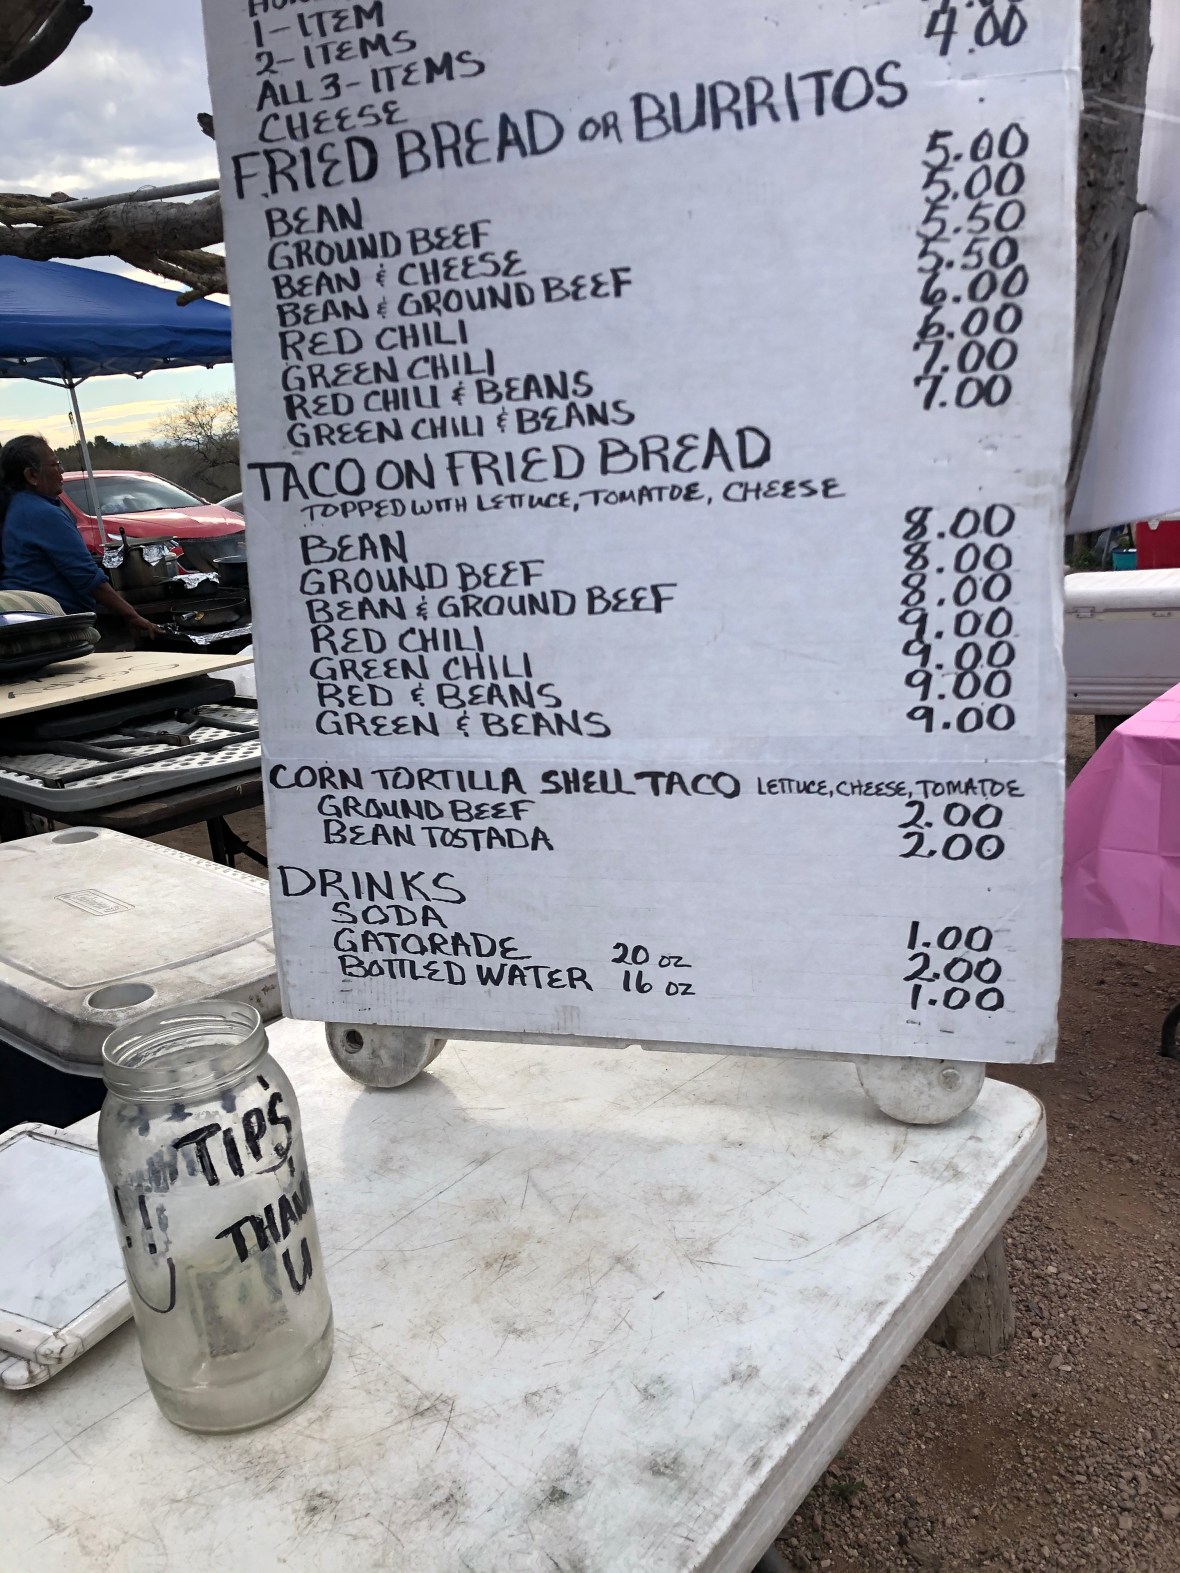 1-ITEM
2-ITEMS
ALL 3-ITEMS
CHEESE 4.00
FRIED BREAD OR BURRITOS
BEAN 5.00
GROUND BEEF 5.00
BEAN & CHEESE 5.50
BEAN & GROUND BEEF 5.50
RED CHILI 6.00
GREEN CHILI 6.00
RED CHILI & BEANS 7.00
GREEN CHILI & BEANS 7.00
TACO ON FRIED BREAD
TOPPED WITH LETTUCE, TOMATOE, CHEESE
BEAN 8.00
GROUND BEEF 8.00
BEAN & GROUND BEEF 8.00
RED CHILI 9.00
GREEN CHILI 9.00
RED & BEANS 9.00
GREEN & BEANS 9.00
CORN TORTILLA SHELL TACO LETTUCE, CHEESE, TOMATOE
GROUND BEEF 2.00
BEAN TOSTADA 2.00
DRINKS
SODA 1.00
GATORADE 20 OZ 2.00
BOTTLED WATER 16 OZ 1.00
TIP'S
THANK
U